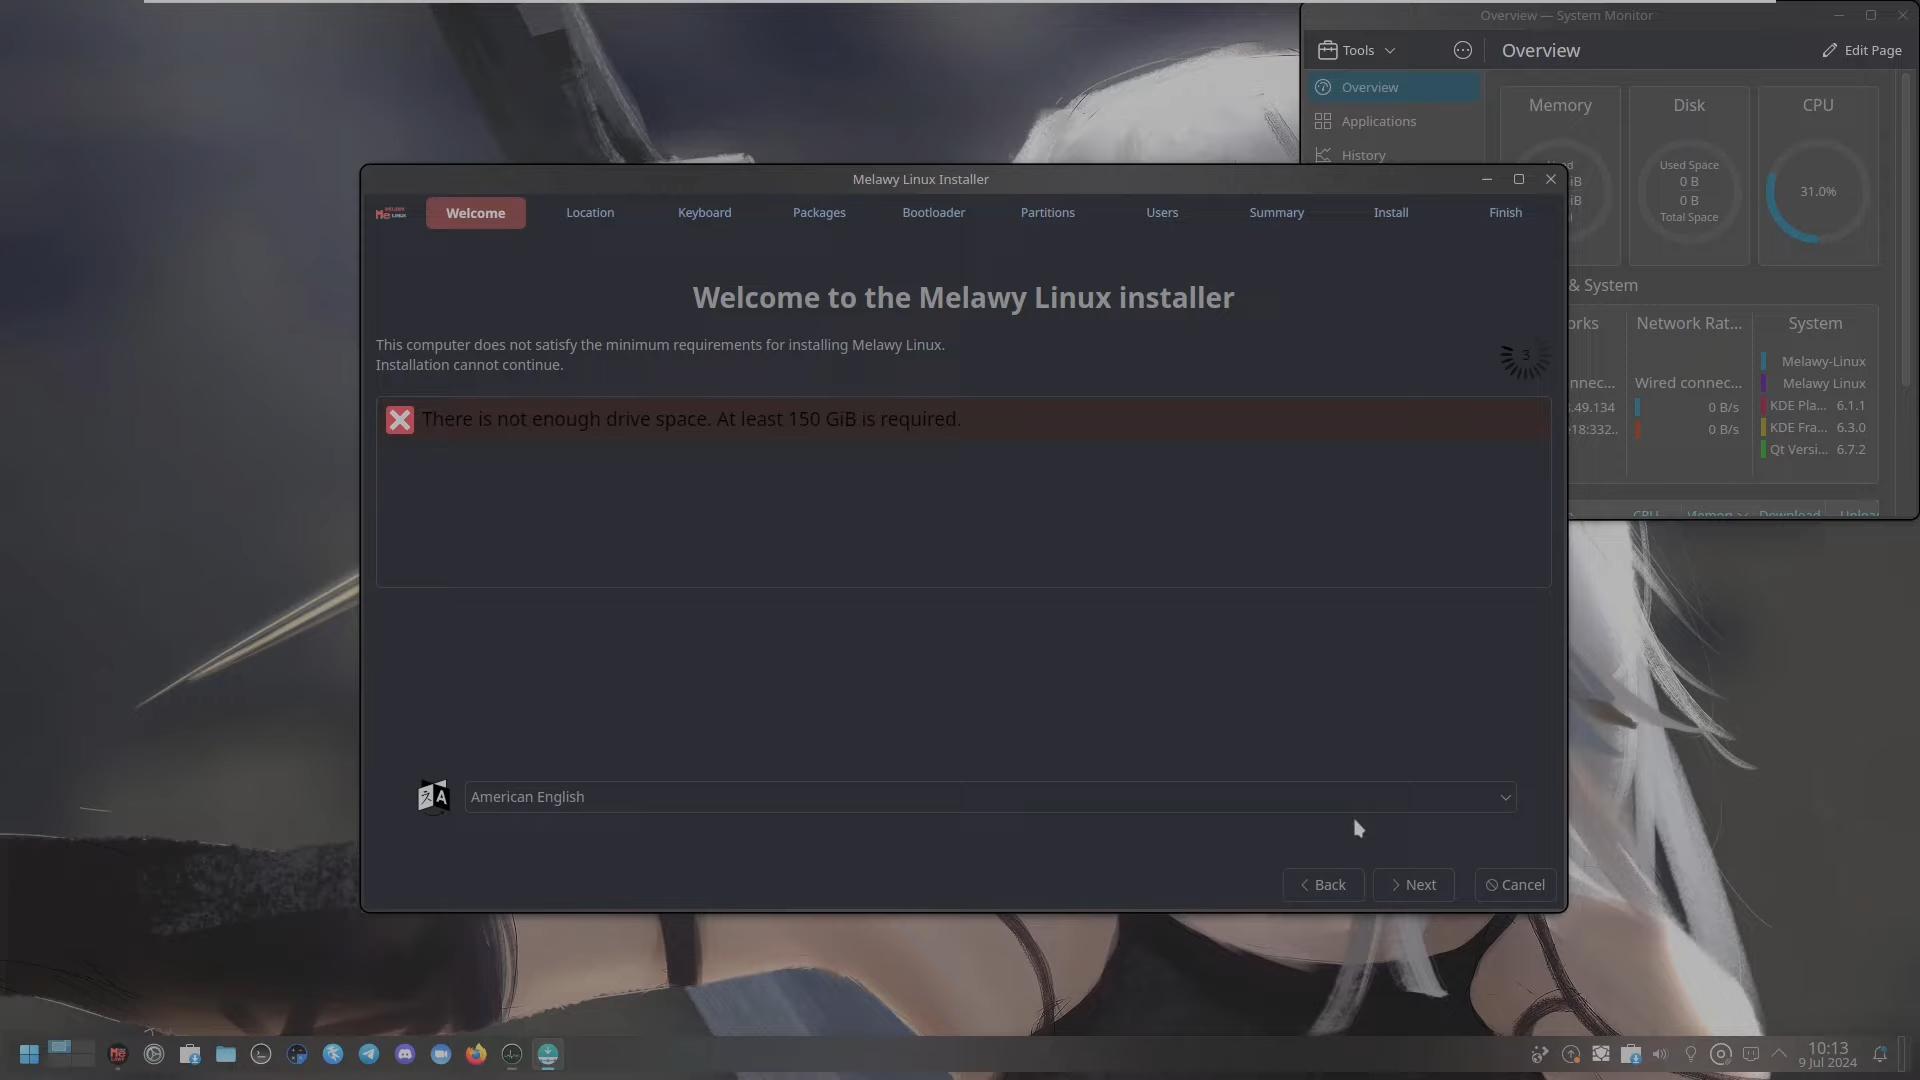 Overview — System Monitor
Tools
Overview
Edit Page
Overview
Applications
History
Memory
Disk
CPU
Used Space
0 B
0 B
Total Space
31.0%
Melawy Linux Installer
Welcome
Location
Keyboard
Packages
Bootloader
Partitions
Users
Summary
Install
Finish
Welcome to the Melawy Linux installer
This computer does not satisfy the minimum requirements for installing Melawy Linux.
Installation cannot continue.
3
There is not enough drive space. At least 150 GiB is required.
American English
Back
Next
Cancel
& System
Network Rat...
System
Wired connec...
.49.134
0 B/s
:18:332..
0 B/s
Melawy-Linux
Melawy Linux
KDE Pla... 6.1.1
KDE Fra... 6.3.0
Qt Versi... 6.7.2
10:13
9 Jul 2024